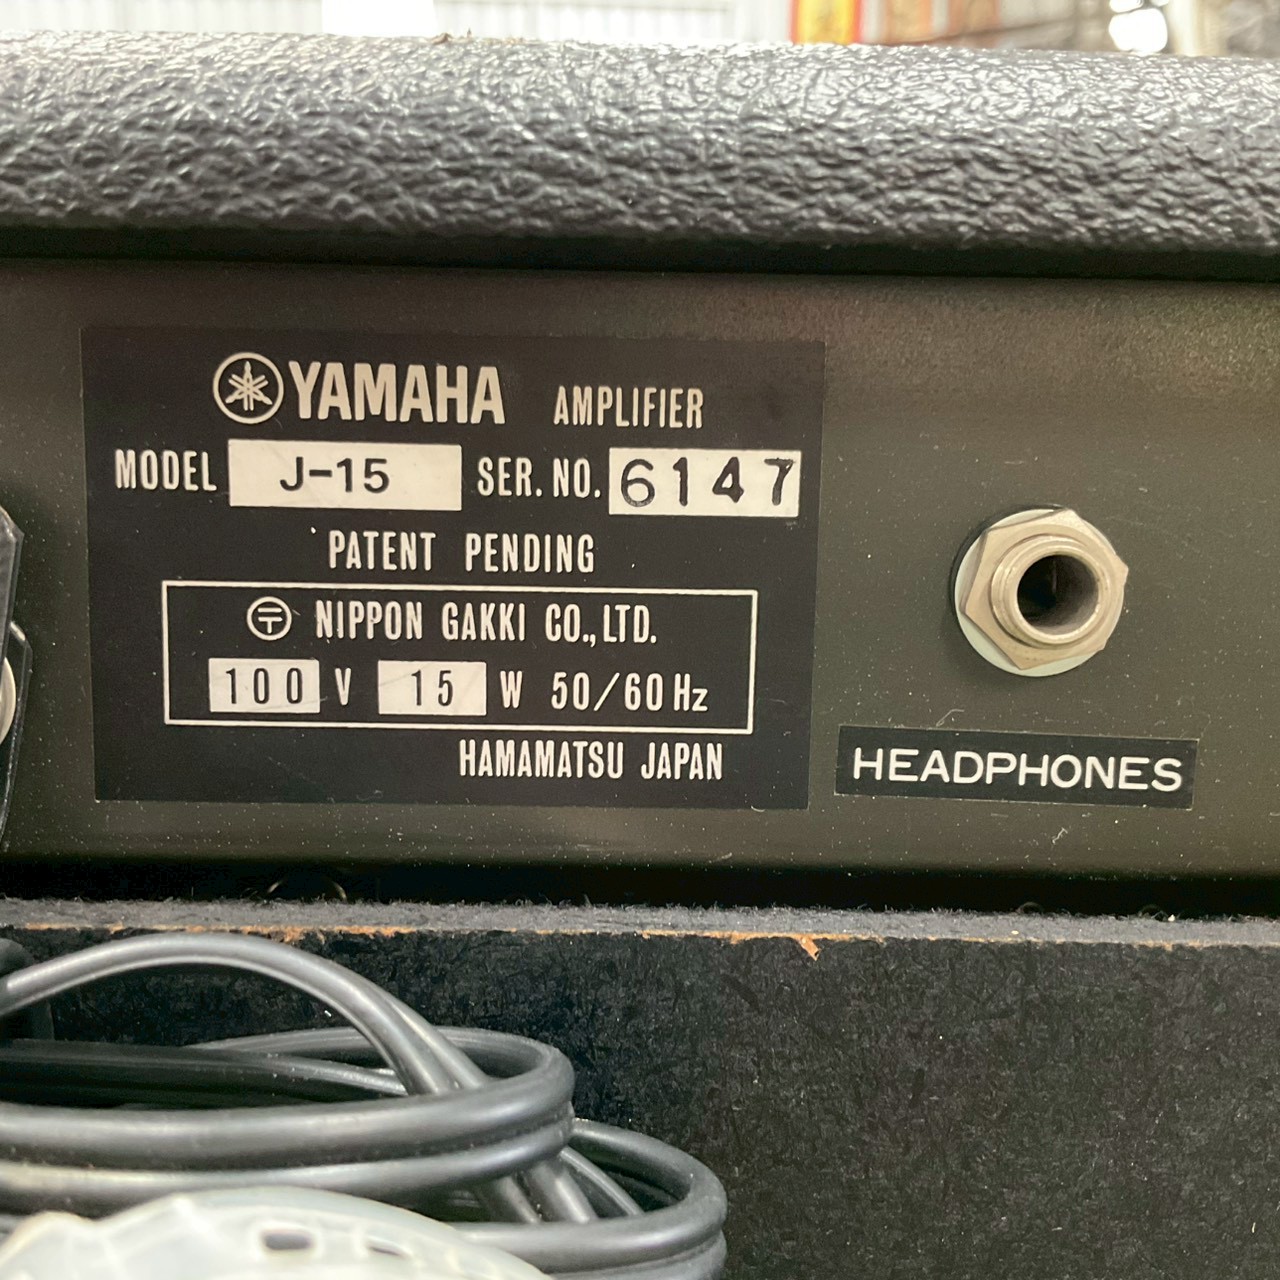 YAMAHA AMPLIFIER
MODEL J-15 SER. NO. 6147
PATENT PENDING
〒 NIPPON GAKKI CO., LTD.
100 V 15 W 50/60 Hz
HAMAMATSU JAPAN
HEADPHONES